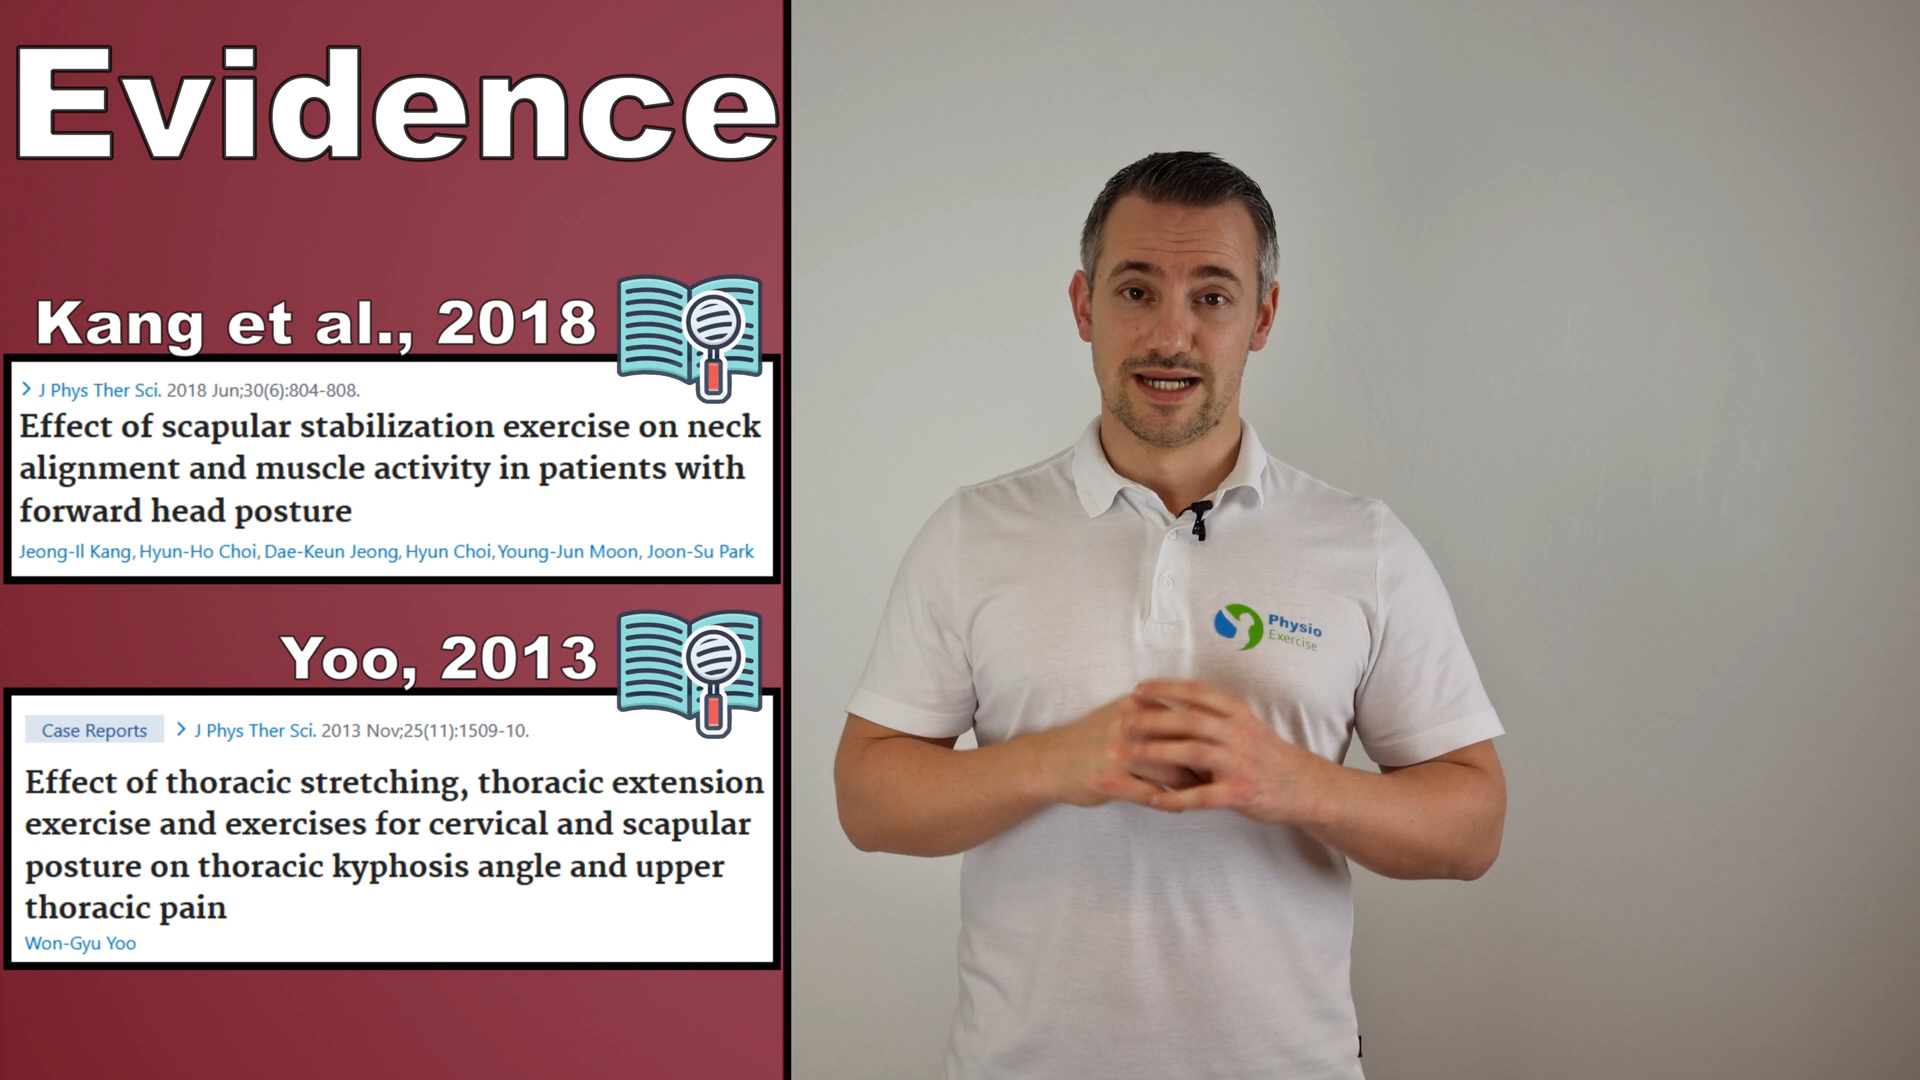 Evidence
Kang et al., 2018
J Phys Ther Sci. 2018 Jun;30(6):804-808.
Effect of scapular stabilization exercise on neck
alignment and muscle activity in patients with
forward head posture
Jeong-Il Kang, Hyun-Ho Choi, Dae-Keun Jeong, Hyun Choi, Young-Jun Moon, Joon-Su Park
Yoo, 2013
Case Reports J Phys Ther Sci. 2013 Nov;25(11):1509-10.
Effect of thoracic stretching, thoracic extension
exercise and exercises for cervical and scapular
posture on thoracic kyphosis angle and upper
thoracic pain
Won-Gyu Yoo
Physio
Exercise